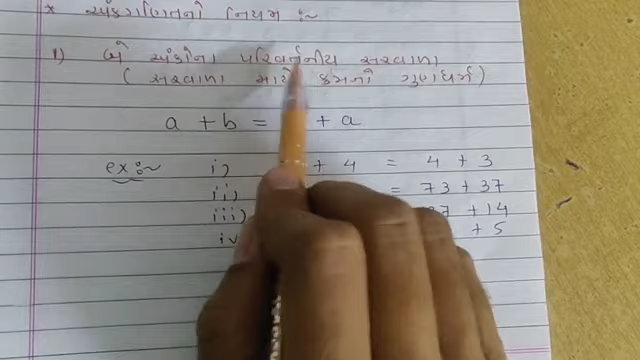 * અંકગણિતનો નિયમ :~
1) બે અંકોના પરિવર્તનીય સરવાળા
( સરવાળા માટે ક્રમનો ગુણધર્મ )
a + b = + a
ex:~ i) + 4 = 4 + 3
ii) = 73 + 37
iii) + 14
iv + 5